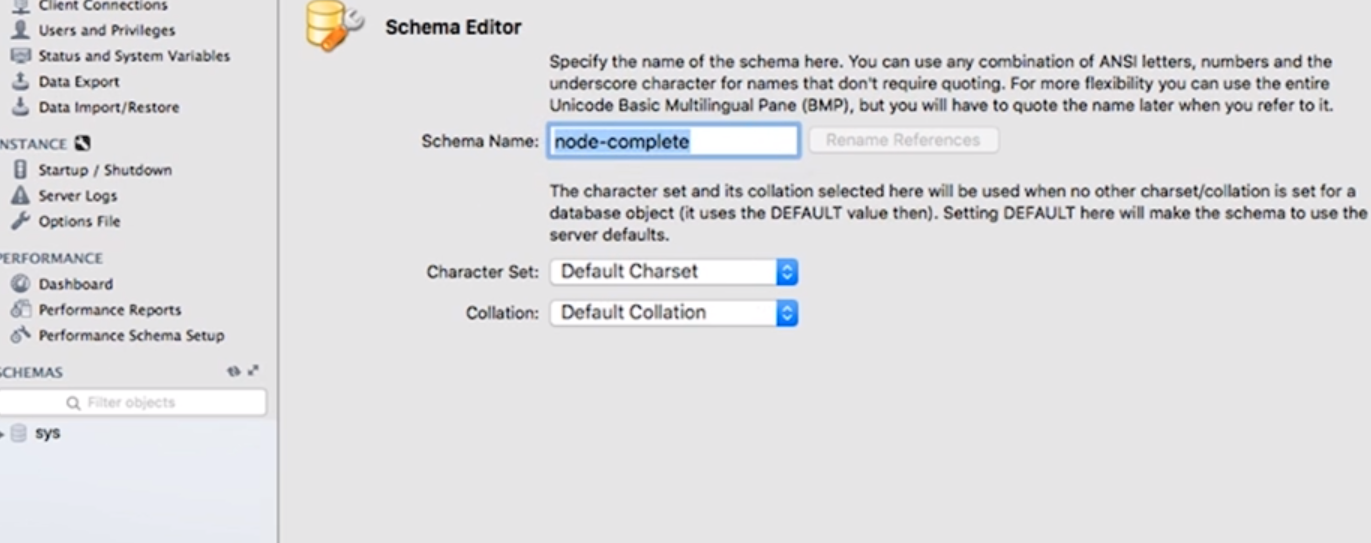 Client Connections
Users and Privileges
Status and System Variables
Data Export
Data Import/Restore
NSTANCE
Startup / Shutdown
Server Logs
Options File
PERFORMANCE
Dashboard
Performance Reports
Performance Schema Setup
SCHEMAS
Filter objects
sys
Schema Editor
Specify the name of the schema here. You can use any combination of ANSI letters, numbers and the
underscore character for names that don't require quoting. For more flexibility you can use the entire
Unicode Basic Multilingual Pane (BMP), but you will have to quote the name later when you refer to it.
Schema Name: node-complete Rename References
The character set and its collation selected here will be used when no other charset/collation is set for a
database object (it uses the DEFAULT value then). Setting DEFAULT here will make the schema to use the
server defaults.
Character Set: Default Charset
Collation: Default Collation